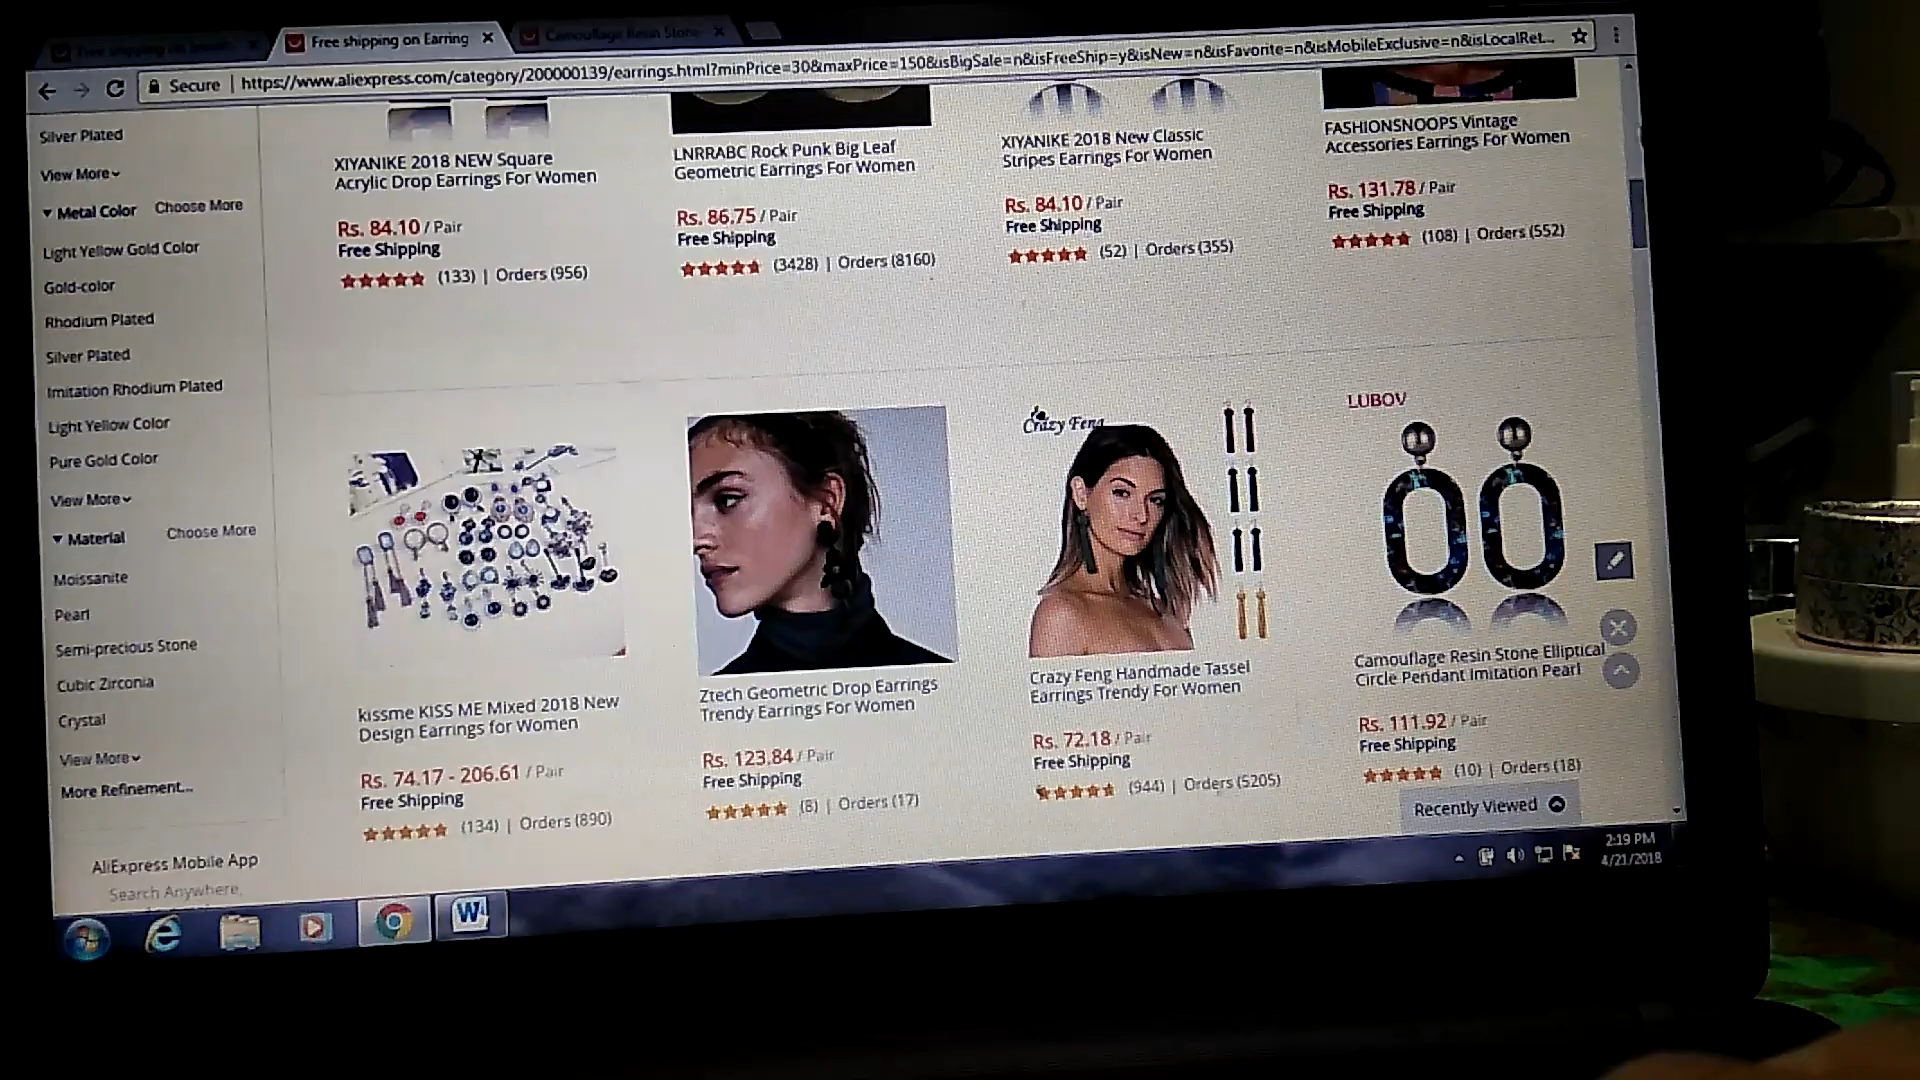 Free shipping on Earring
Camouflage Resin Stone
Secure
https://www.aliexpress.com/category/200000139/earrings.html?minPrice=30&maxPrice=150&isBigSale=n&isFreeShip=y&isNew=n&isFavorite=n&isMobileExclusive=n&isLocalRet...
Silver Plated
View More
Metal Color Choose More
Light Yellow Gold Color
Gold-color
Rhodium Plated
Silver Plated
Imitation Rhodium Plated
Light Yellow Color
Pure Gold Color
View More
Material Choose More
Moissanite
Pearl
Semi-precious Stone
Cubic Zirconia
Crystal
View More
More Refinement...
AliExpress Mobile App
Search Anywhere,
XIYANIKE 2018 NEW Square
Acrylic Drop Earrings For Women
Rs. 84.10 / Pair
Free Shipping
(133) | Orders (956)
LNRRABC Rock Punk Big Leaf
Geometric Earrings For Women
Rs. 86.75 / Pair
Free Shipping
(3428) | Orders (8160)
XIYANIKE 2018 New Classic
Stripes Earrings For Women
Rs. 84.10 / Pair
Free Shipping
(52) | Orders (355)
FASHIONSNOOPS Vintage
Accessories Earrings For Women
Rs. 131.78 / Pair
Free Shipping
(108) | Orders (552)
kissme KISS ME Mixed 2018 New
Design Earrings for Women
Rs. 74.17 - 206.61 / Pair
Free Shipping
(134) | Orders (890)
Ztech Geometric Drop Earrings
Trendy Earrings For Women
Rs. 123.84 / Pair
Free Shipping
(8) | Orders (17)
Crazy Feng
Crazy Feng Handmade Tassel
Earrings Trendy For Women
Rs. 72.18 / Pair
Free Shipping
(944) | Orders (5205)
LUBOV
Camouflage Resin Stone Elliptical
Circle Pendant Imitation Pearl
Rs. 111.92 / Pair
Free Shipping
(10) | Orders (18)
Recently Viewed
2:19 PM
4/21/2018